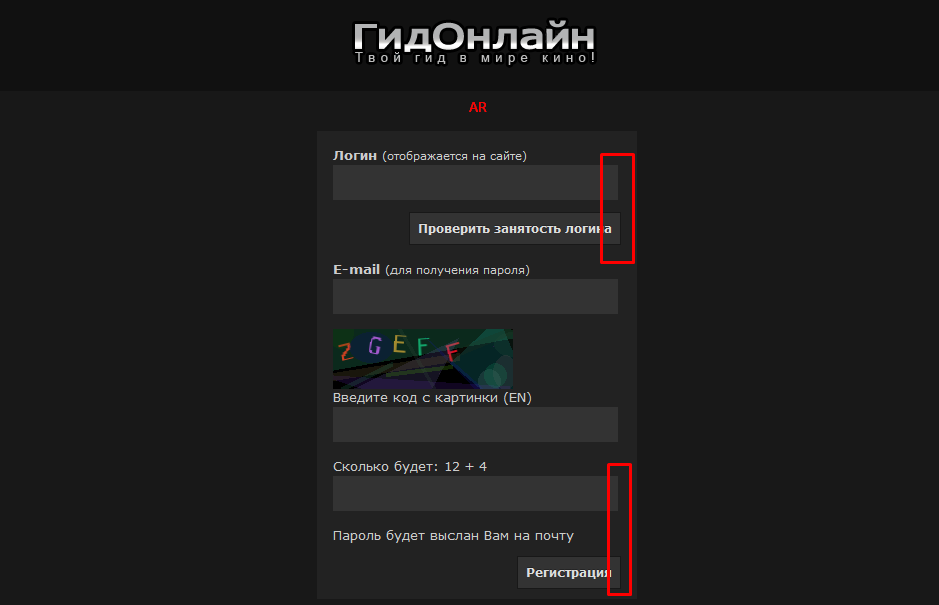 ГидОнлайн
Твой гид в мире кино!
AR
Логин (отображается на сайте)
Проверить занятость логина
E-mail (для получения пароля)
Z G E F F
Введите код с картинки (EN)
Сколько будет: 12 + 4
Пароль будет выслан Вам на почту
Регистрация